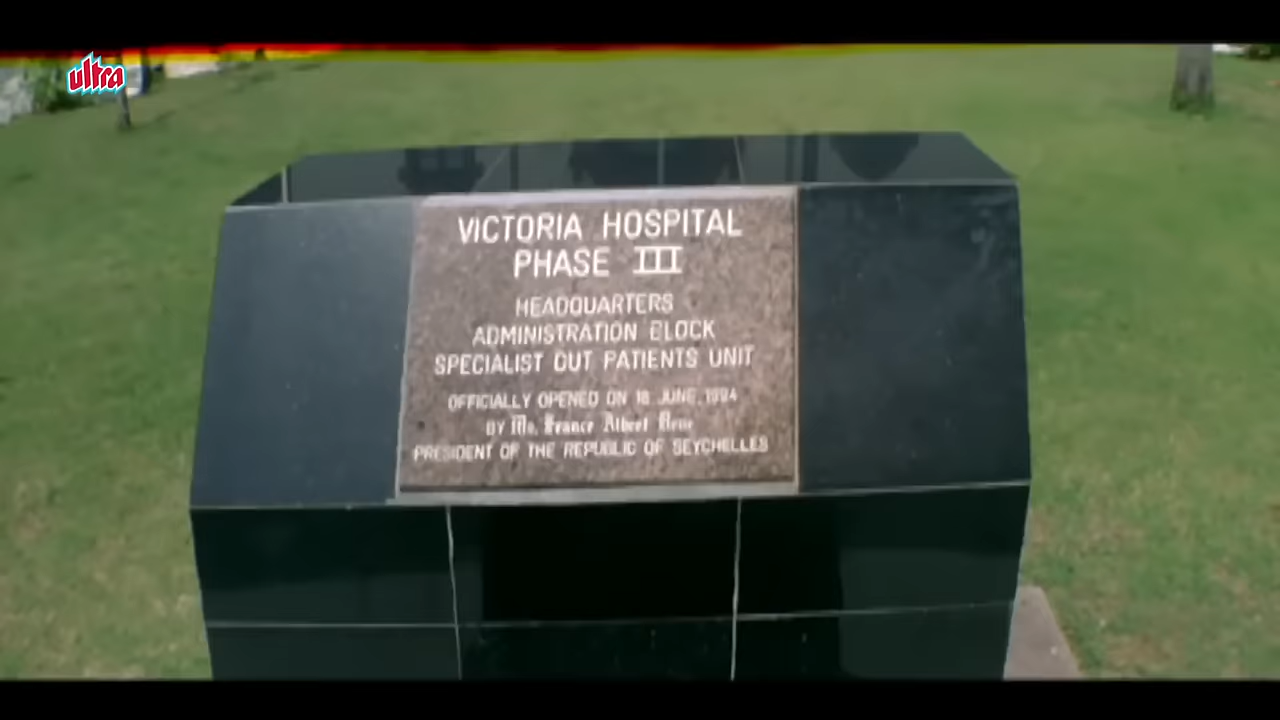 ultra
VICTORIA HOSPITAL
PHASE III
HEADQUARTERS
ADMINISTRATION BLOCK
SPECIALIST OUT PATIENTS UNIT
OFFICIALLY OPENED ON 18 JUNE, 1994
BY Mr. France Albert Rene
PRESIDENT OF THE REPUBLIC OF SEYCHELLES